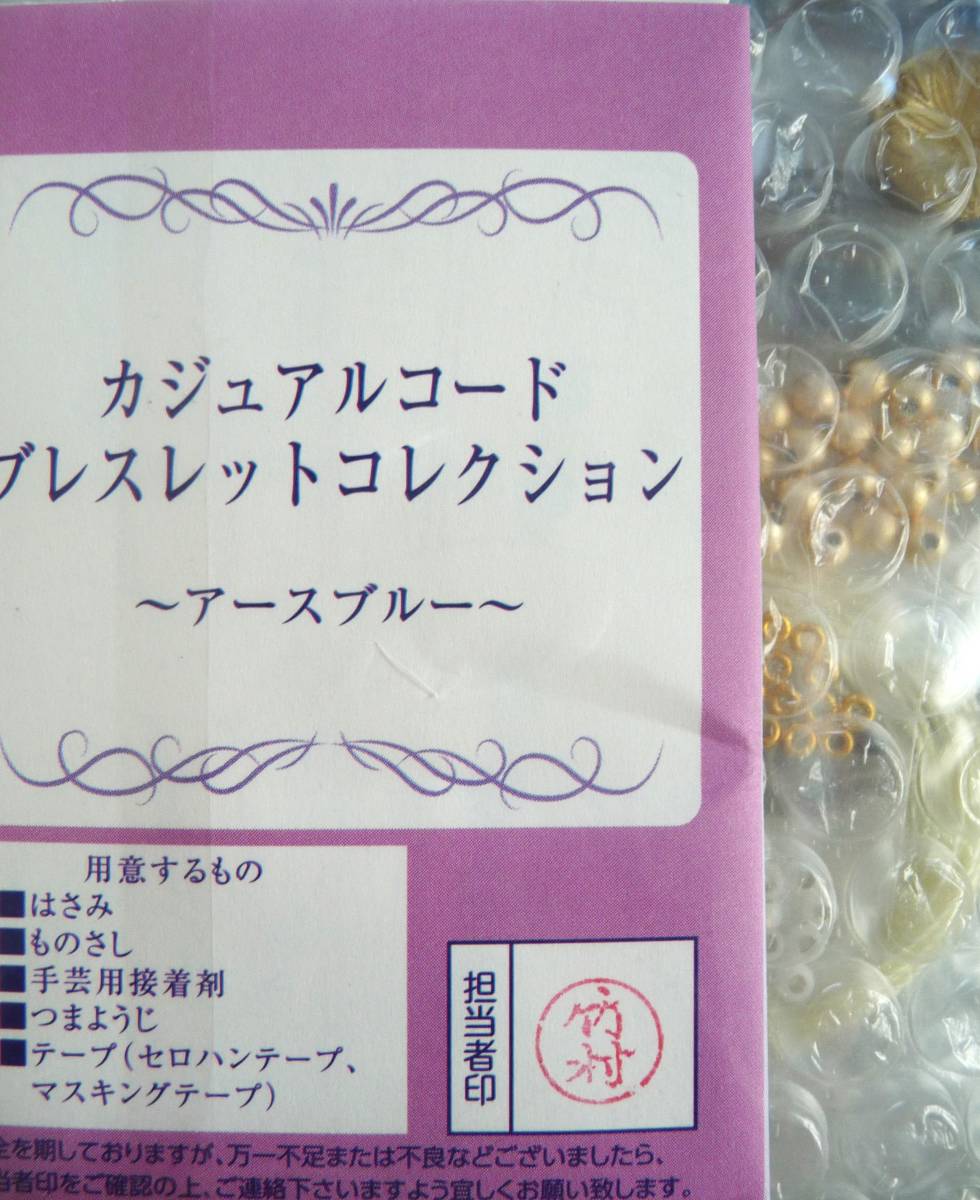 カジュアルコード
ブレスレットコレクション
～アースブルー～
用意するもの
■はさみ
■ものさし
■手芸用接着剤
■つまようじ
■テープ(セロハンテープ、
マスキングテープ)
担当者印
竹村
全を期しておりますが、万一不足または不良などございましたら、
当者印をご確認の上、ご連絡下さいますよう宜しくお願い致します。